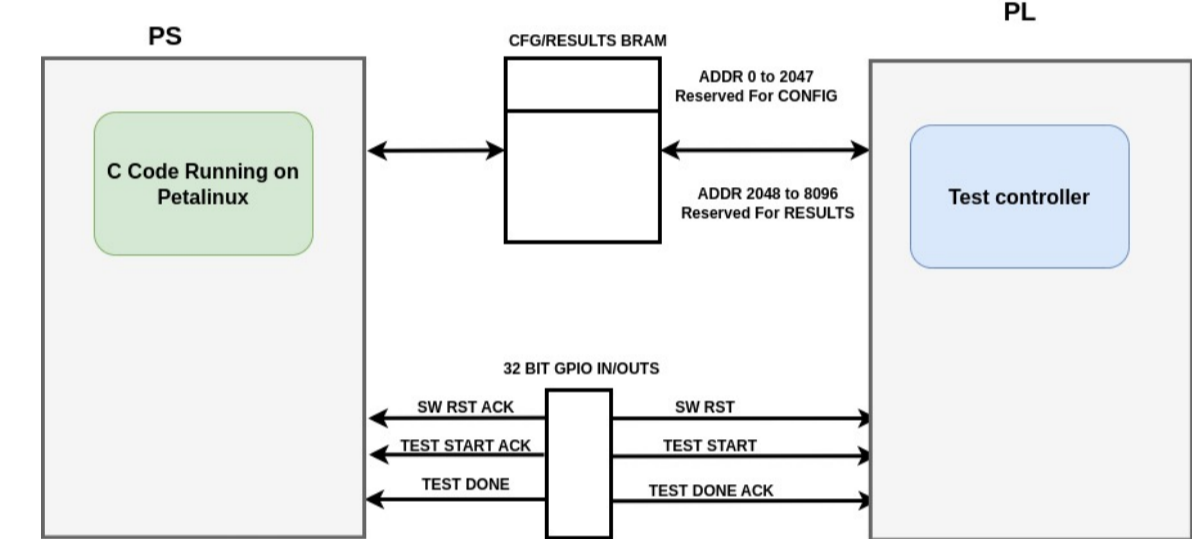 PS
PL
C Code Running on
Petalinux
CFG/RESULTS BRAM
ADDR 0 to 2047
Reserved For CONFIG
ADDR 2048 to 8096
Reserved For RESULTS
Test controller
32 BIT GPIO IN/OUTS
SW RST ACK
SW RST
TEST START ACK
TEST START
TEST DONE
TEST DONE ACK